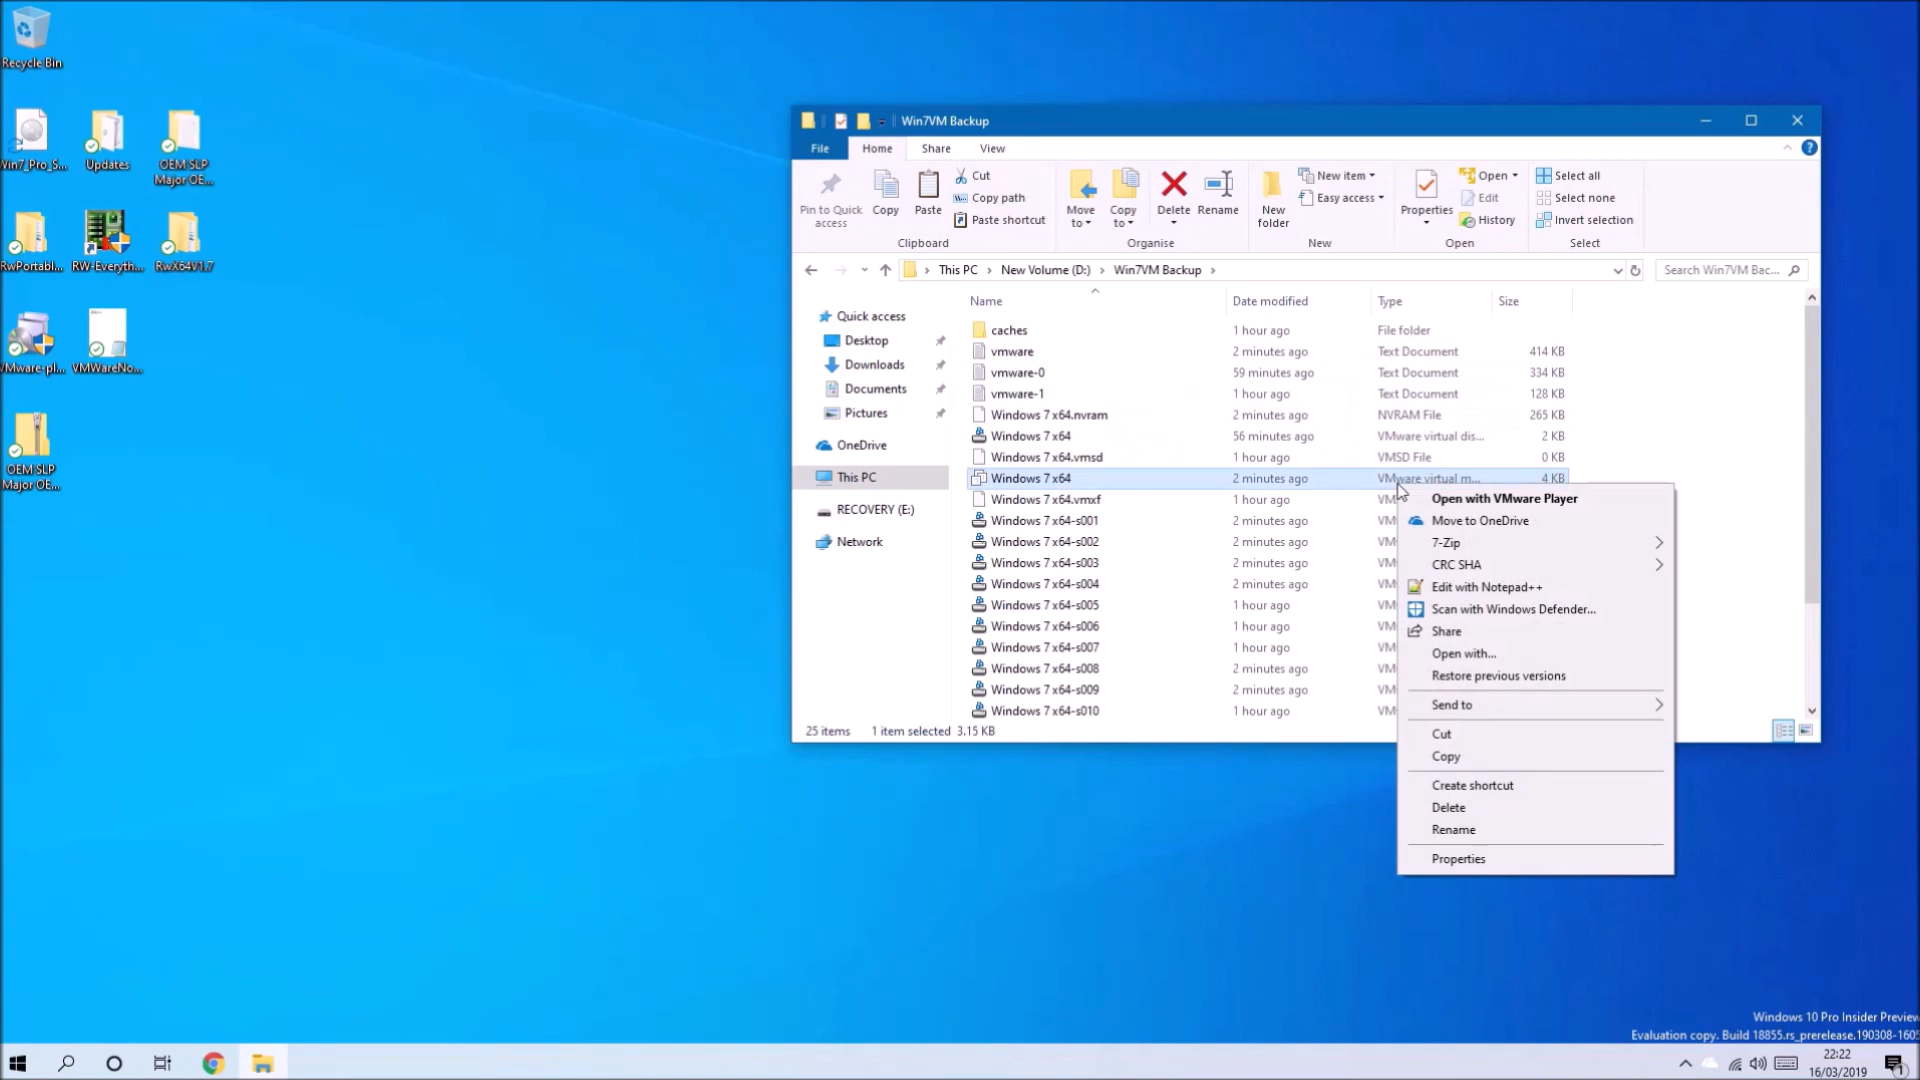 Recycle Bin
Win7_Pro_S...
Updates
OEM SLP
Major OE...
RwPortabl...
RW-Everyth...
RwX64V1.7
VMware-pl...
VMWareNo...
OEM SLP
Major OE...
Win7VM Backup
File
Home
Share
View
Pin to Quick
access
Copy
Paste
Cut
Copy path
Paste shortcut
Clipboard
Move
to
Copy
to
Delete
Rename
Organise
New
folder
New item
Easy access
New
Properties
Open
Edit
History
Open
Select all
Select none
Invert selection
Select
This PC
New Volume (D:)
Win7VM Backup
Search Win7VM Bac...
Quick access
Desktop
Downloads
Documents
Pictures
OneDrive
This PC
RECOVERY (E:)
Network
Name Date modified Type Size
caches 1 hour ago File folder
vmware 2 minutes ago Text Document 414 KB
vmware-0 59 minutes ago Text Document 334 KB
vmware-1 1 hour ago Text Document 128 KB
Windows 7 x64.nvram 2 minutes ago NVRAM File 265 KB
Windows 7 x64 56 minutes ago VMware virtual dis... 2 KB
Windows 7 x64.vmsd 1 hour ago VMSD File 0 KB
Windows 7 x64 2 minutes ago VMware virtual m... 4 KB
Windows 7 x64.vmxf 1 hour ago VM
Windows 7 x64-s001 2 minutes ago VM
Windows 7 x64-s002 2 minutes ago VM
Windows 7 x64-s003 2 minutes ago VM
Windows 7 x64-s004 2 minutes ago VM
Windows 7 x64-s005 1 hour ago VM
Windows 7 x64-s006 1 hour ago VM
Windows 7 x64-s007 1 hour ago VM
Windows 7 x64-s008 2 minutes ago VM
Windows 7 x64-s009 2 minutes ago VM
Windows 7 x64-s010 1 hour ago VM
25 items 1 item selected 3.15 KB
Open with VMware Player
Move to OneDrive
7-Zip
CRC SHA
Edit with Notepad++
Scan with Windows Defender...
Share
Open with...
Restore previous versions
Send to
Cut
Copy
Create shortcut
Delete
Rename
Properties
Windows 10 Pro Insider Preview
Evaluation copy. Build 18855.rs_prerelease.190308-1605
22:22
16/03/2019
1